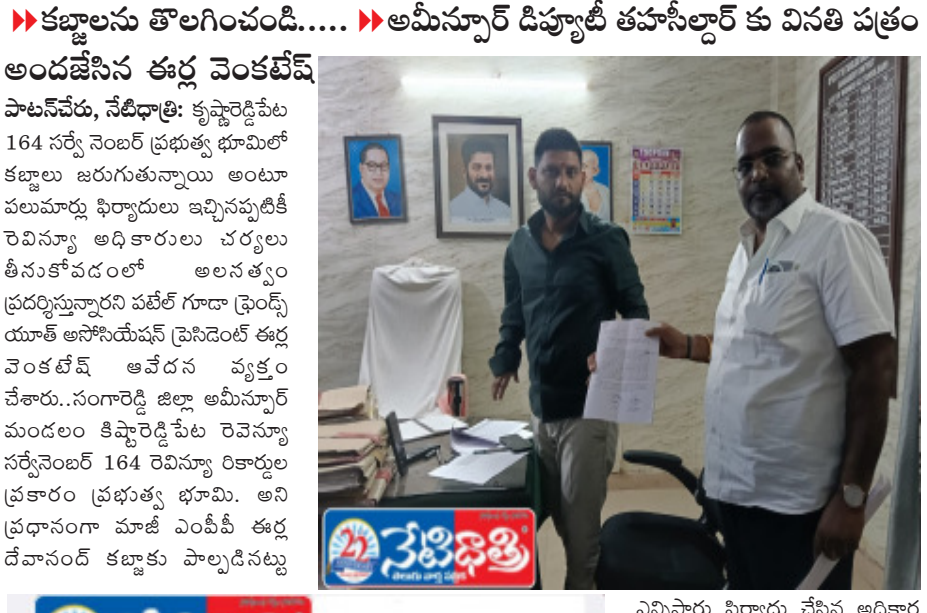 కబ్జాలను తొలగించండి..... అమీన్పూర్ డిప్యూటీ తహసీల్దార్ కు వినతి పత్రం
అందజేసిన ఈర్ల వెంకటేష్
పాటన్‌చేరు, నేటిధాత్రి: కృష్ణారెడ్డిపేట
164 సర్వే నెంబర్ ప్రభుత్వ భూమిలో
కబ్జాలు జరుగుతున్నాయి అంటూ
పలుమార్లు ఫిర్యాదులు ఇచ్చినప్పటికీ
రెవిన్యూ అధికారులు చర్యలు
తీసుకోవడంలో అలసత్వం
ప్రదర్శిస్తున్నారని పటేల్ గూడా ఫ్రెండ్స్
యూత్ అసోసియేషన్ ప్రెసిడెంట్ ఈర్ల
వెంకటేష్ ఆవేదన వ్యక్తం
చేశారు..సంగారెడ్డి జిల్లా అమీన్పూర్
మండలం కిష్టారెడ్డిపేట రెవెన్యూ
సర్వేనెంబర్ 164 రెవిన్యూ రికార్డుల
ప్రకారం ప్రభుత్వ భూమి. అని
ప్రధానంగా మాజీ ఎంపీపీ ఈర్ల
దేవానంద్ కబ్జాకు పాల్పడినట్టు
22
నేటిధాత్రి
తెలుగు వార్త పత్రిక